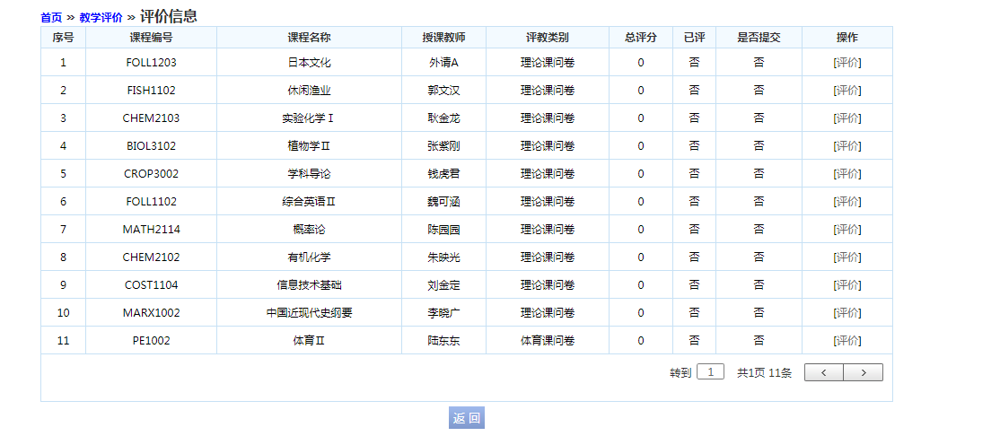 首页 » 教学评价 » 评价信息
序号 课程编号 课程名称 授课教师 评教类别 总评分 已评 是否提交 操作
1 FOLL1203 日本文化 外请A 理论课问卷 0 否 否 [评价]
2 FISH1102 休闲渔业 郭文汉 理论课问卷 0 否 否 [评价]
3 CHEM2103 实验化学Ⅰ 耿金龙 理论课问卷 0 否 否 [评价]
4 BIOL3102 植物学Ⅱ 张紫刚 理论课问卷 0 否 否 [评价]
5 CROP3002 学科导论 钱虎君 理论课问卷 0 否 否 [评价]
6 FOLL1102 综合英语Ⅱ 魏可涵 理论课问卷 0 否 否 [评价]
7 MATH2114 概率论 陈园园 理论课问卷 0 否 否 [评价]
8 CHEM2102 有机化学 朱映光 理论课问卷 0 否 否 [评价]
9 COST1104 信息技术基础 刘金定 理论课问卷 0 否 否 [评价]
10 MARX1002 中国近现代史纲要 李晓广 理论课问卷 0 否 否 [评价]
11 PE1002 体育Ⅱ 陆东东 体育课问卷 0 否 否 [评价]
转到 1 共1页 11条 < >
返 回